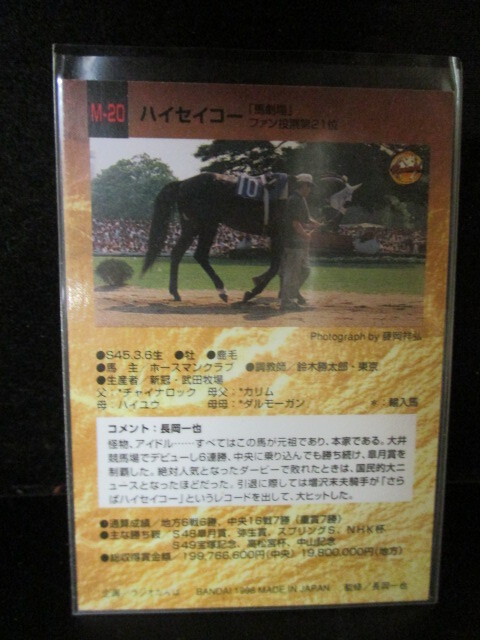 M-20 ハイセイコー 「馬劇場」
ファン投票第21位
10
Photograph by 藤岡祥弘
●S45.3.6生 ●牡 ●鹿毛
●馬 主/ホースマンクラブ ●調教師/鈴木勝太郎・東京
●生産者/新冠・武田牧場
父：*チャイナロック 母父：*カリム
母：ハイユウ 母母：*ダルモーガン *…輸入馬
コメント：長岡一也
怪物、アイドル……すべてはこの馬が元祖であり、本家である。大井
競馬場でデビューし6連勝、中央に乗り込んでも勝ち続け、皐月賞を
制覇した。絶対人気となったダービーで敗れたときは、国民的大ニ
ュースとなったほどだった。引退に際しては増沢末夫騎手が「さら
ばハイセイコー」というレコードを出して、大ヒットした。
●通算成績/地方6戦6勝、中央16戦7勝（重賞7勝）
●主な勝ち鞍/S48皐月賞、弥生賞、スプリングS、NHK杯
S49宝塚記念、高松宮杯、中山記念
●総収得賞金額/199,766,600円(中央) 19,800,000円(地方)
企画/ラジオたんぱ BANDAI 1996 MADE IN JAPAN 監修/長岡一也